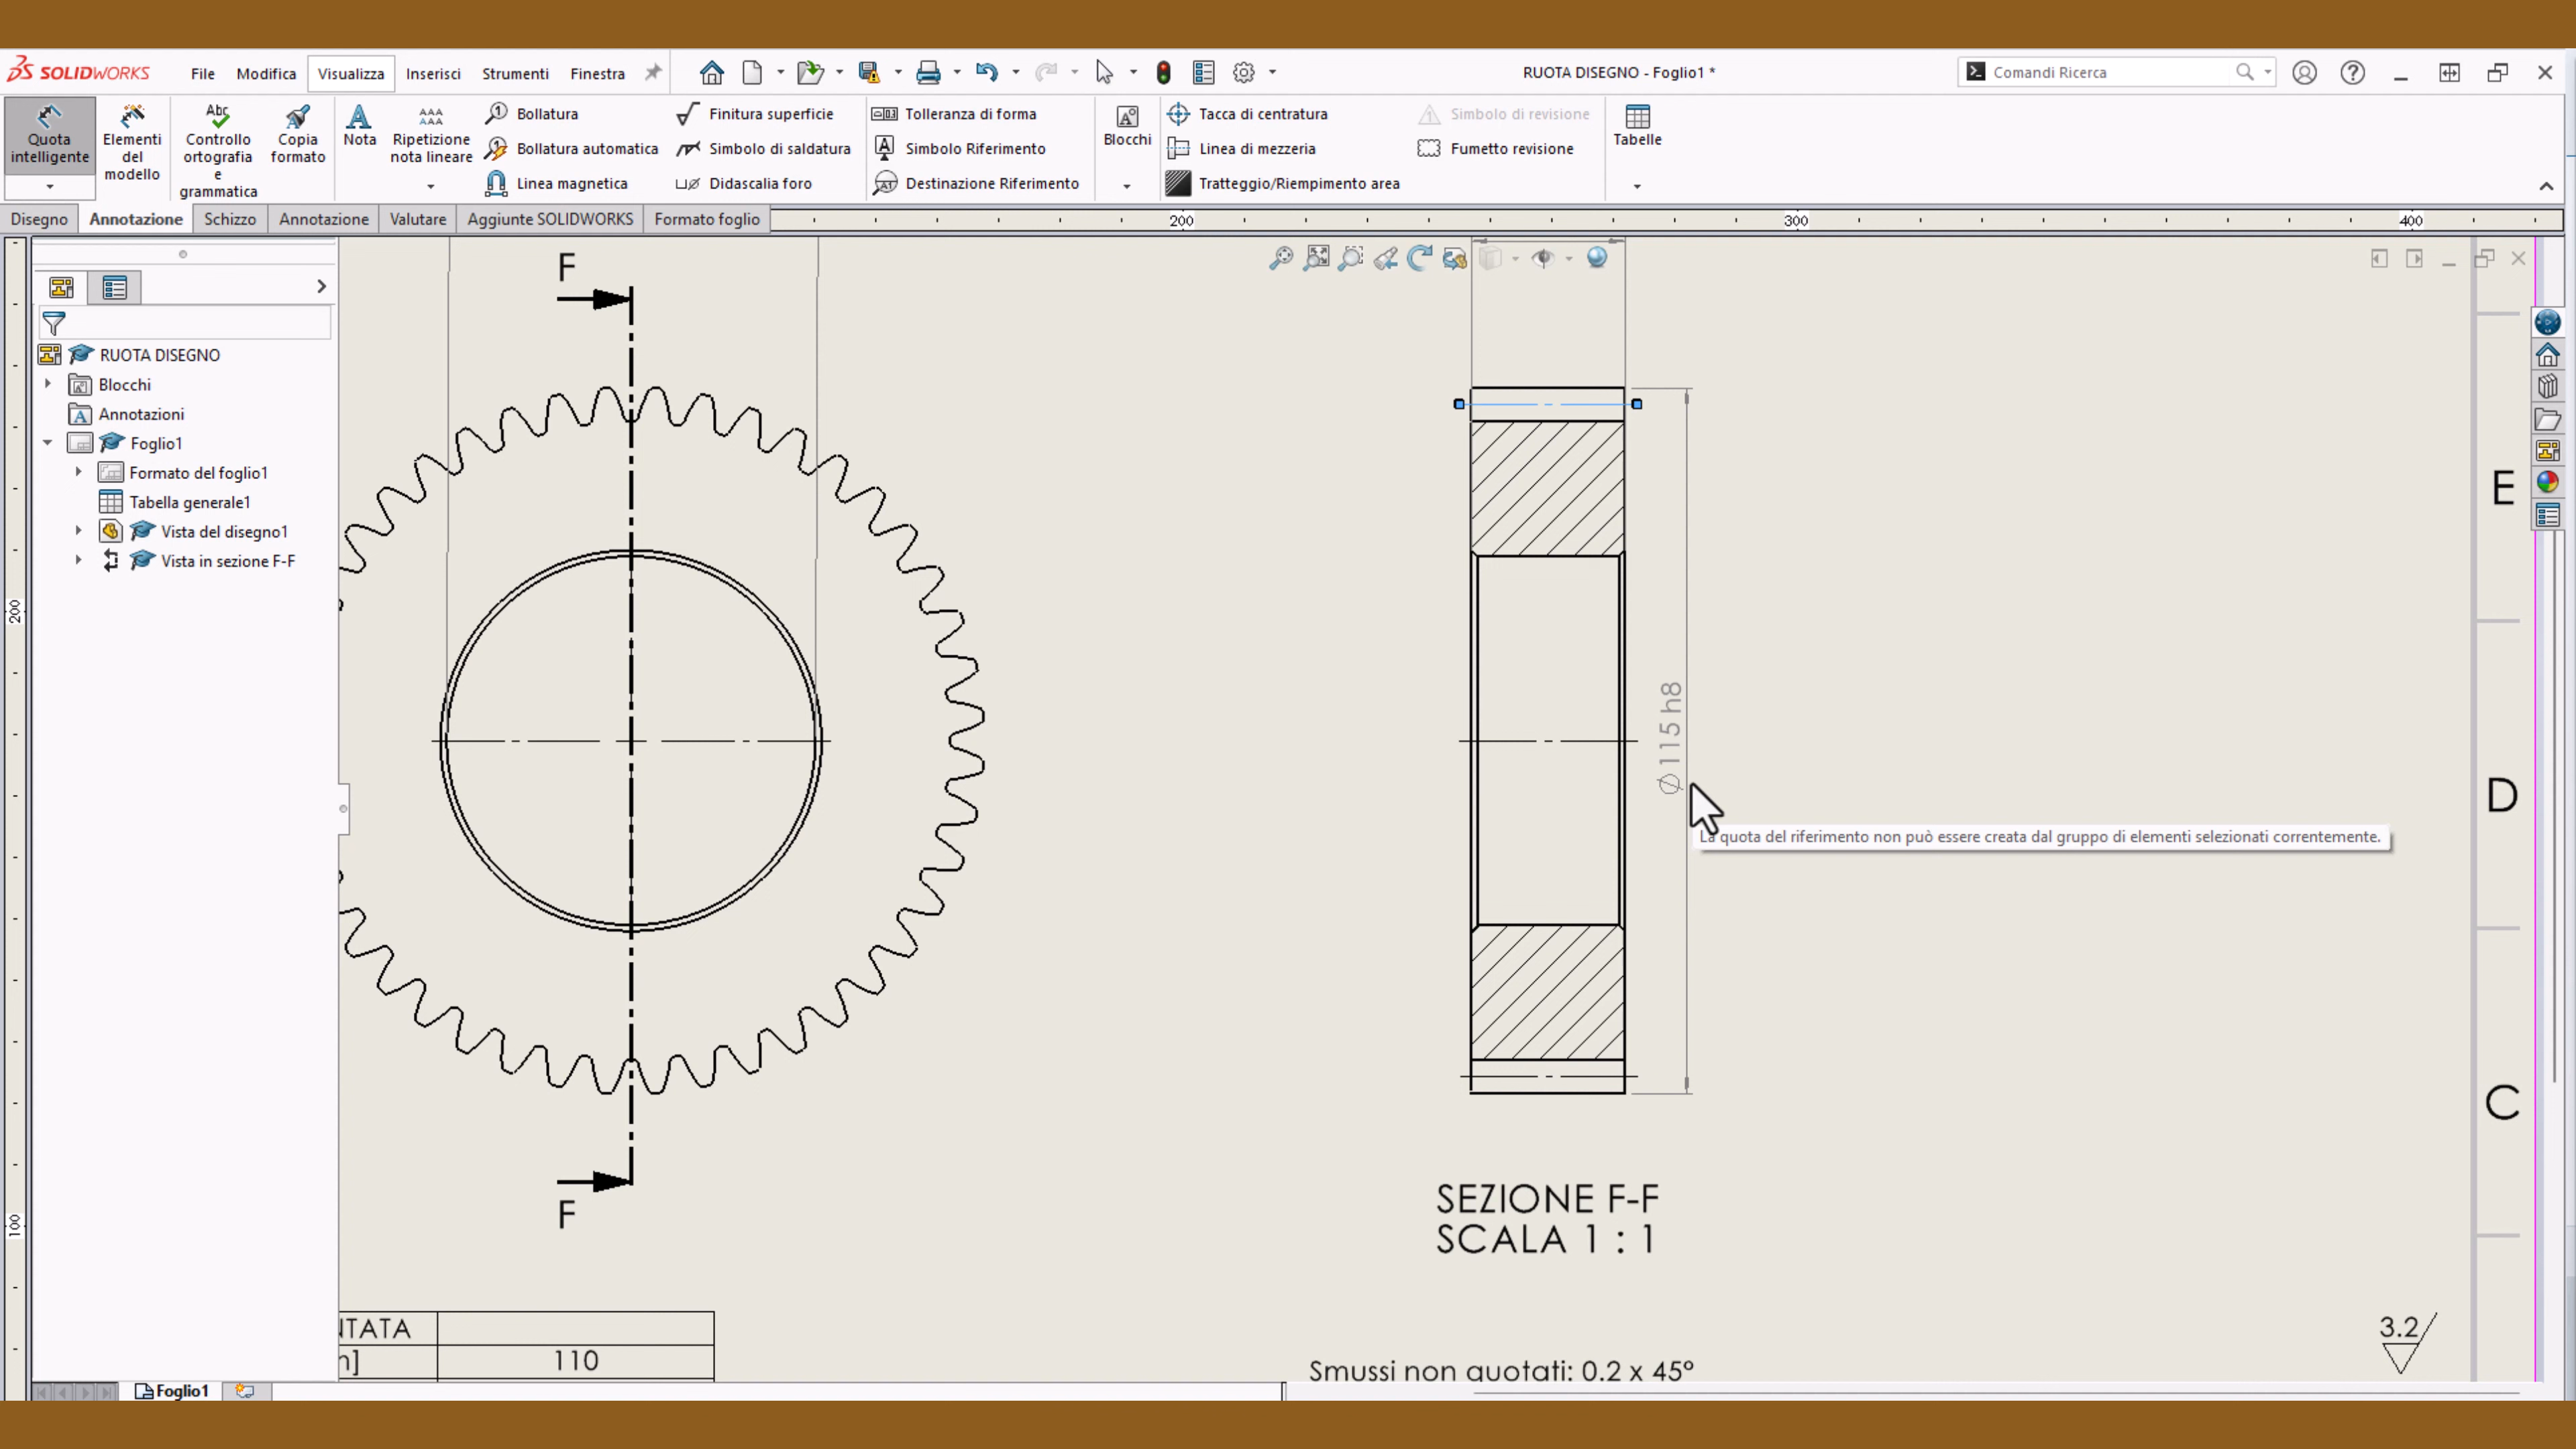 SOLIDWORKS
File Modifica Visualizza Inserisci Strumenti Finestra
RUOTA DISEGNO - Foglio1 *
Comandi Ricerca
Quota intelligente
Elementi del modello
Controllo ortografia e grammatica
Copia formato
Nota
Ripetizione nota lineare
Bollatura
Bollatura automatica
Linea magnetica
Finitura superficie
Simbolo di saldatura
Didascalia foro
Tolleranza di forma
Simbolo Riferimento
Destinazione Riferimento
Blocchi
Tacca di centratura
Linea di mezzeria
Tratteggio/Riempimento area
Simbolo di revisione
Fumetto revisione
Tabelle
Disegno Annotazione Schizzo Annotazione Valutare Aggiunte SOLIDWORKS Formato foglio
200 300 400
RUOTA DISEGNO
Blocchi
Annotazioni
Foglio1
Formato del foglio1
Tabella generale1
Vista del disegno1
Vista in sezione F-F
200
100
F
F
∅115 h8
La quota del riferimento non può essere creata dal gruppo di elementi selezionati correntemente.
E
D
C
SEZIONE F-F
SCALA 1 : 1
NTATA
n]
110
3.2
Smussi non quotati: 0.2 x 45°
Foglio1